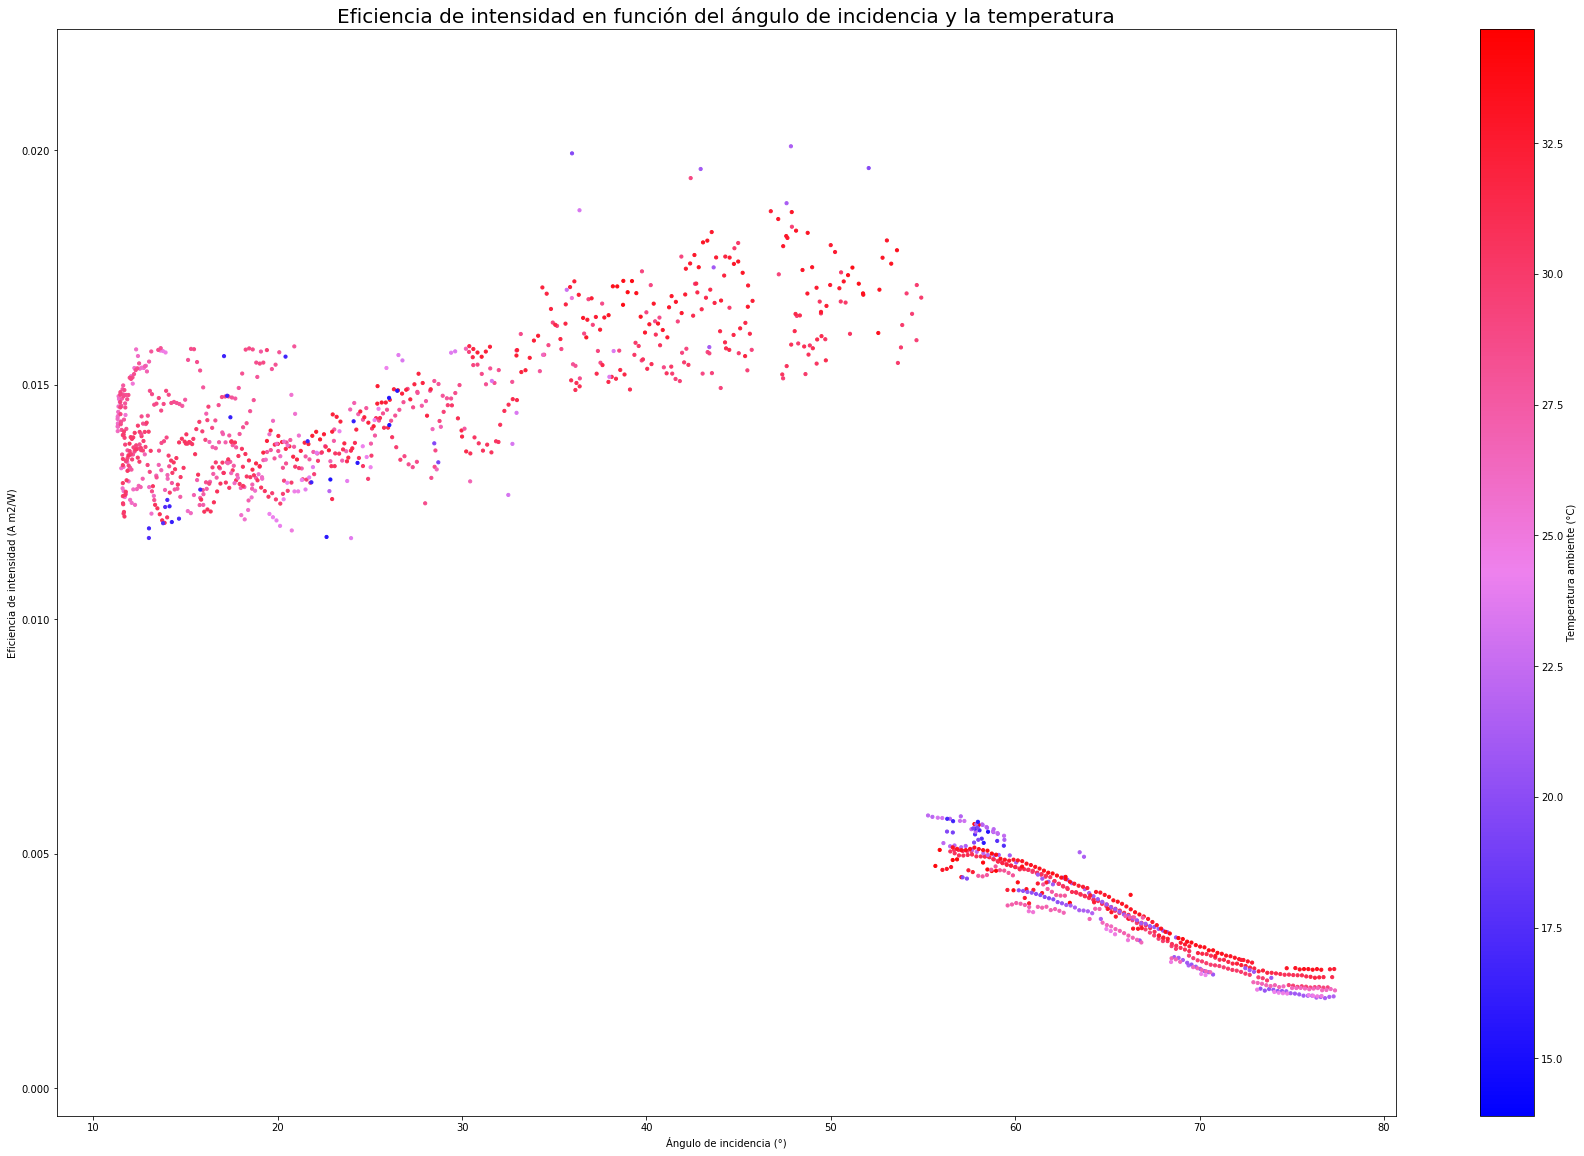 Eficiencia de intensidad en función del ángulo de incidencia y la temperatura
Eficiencia de intensidad (A m2/W)
0.020
0.015
0.010
0.005
0.000
10 20 30 40 50 60 70 80
Ángulo de incidencia (°)
32.5
30.0
27.5
25.0
22.5
20.0
17.5
15.0
Temperatura ambiente (°C)